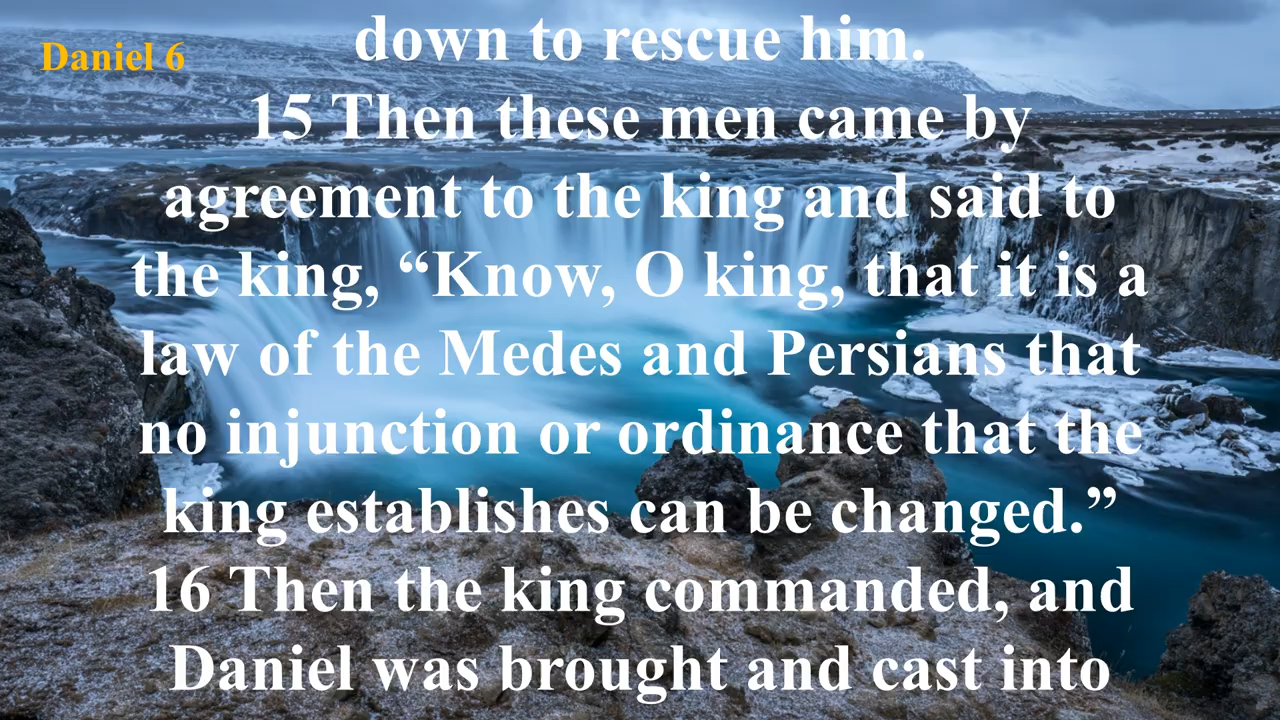 Daniel 6
down to rescue him.
15 Then these men came by
agreement to the king and said to
the king, “Know, O king, that it is a
law of the Medes and Persians that
no injunction or ordinance that the
king establishes can be changed.”
16 Then the king commanded, and
Daniel was brought and cast into